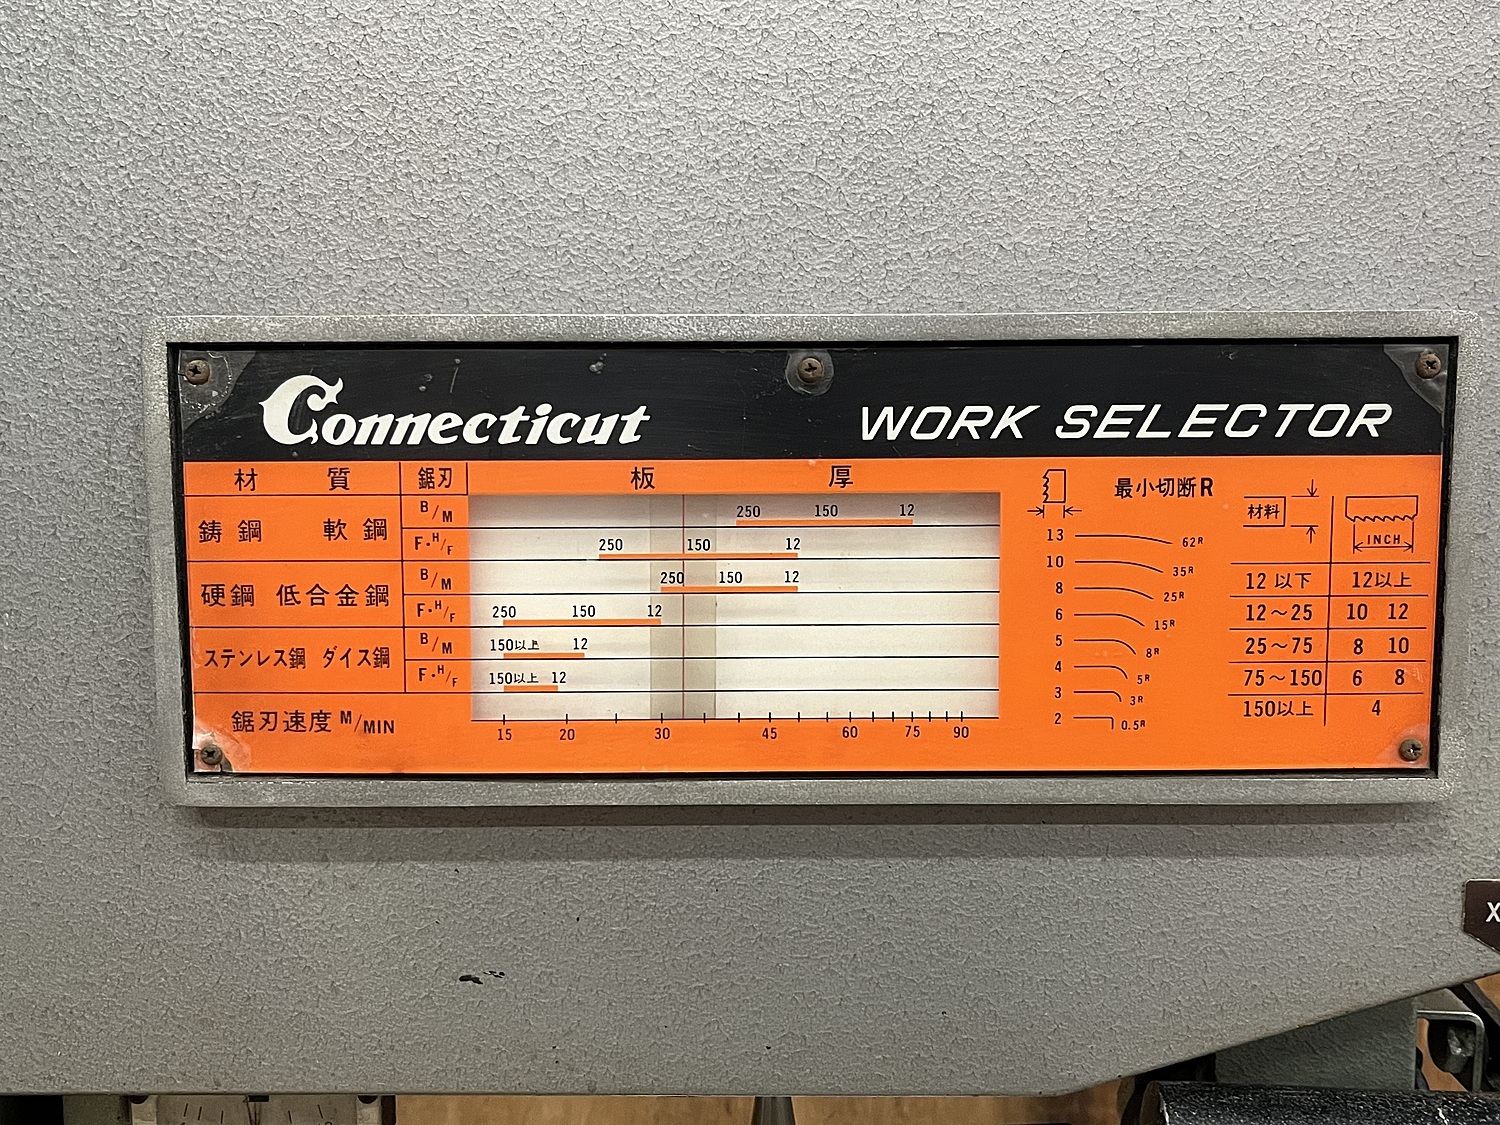 Connecticut WORK SELECTOR
材質 鋸刃 板厚
鋳鋼 軟鋼
B/M 250 150 12
F・H/F 250 150 12
硬鋼 低合金鋼
B/M 250 150 12
F・H/F 250 150 12
ステンレス鋼 ダイス鋼
B/M 150以上 12
F・H/F 150以上 12
鋸刃速度 M/MIN
15 20 30 45 60 75 90
最小切断R
13 62R
10 35R
8 25R
6 15R
5 8R
4 5R
3 3R
2 0.5R
材料 INCH
12以下 12以上
12～25 10 12
25～75 8 10
75～150 6 8
150以上 4
X